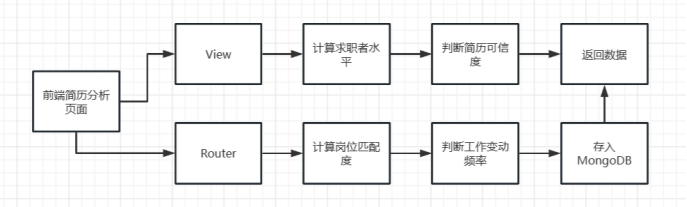 View
计算求职者水
平
判断简历可信
度
返回数据
前端简历分析
页面
Router
计算岗位匹配
度
判断工作变动
频率
存入
MongoDB